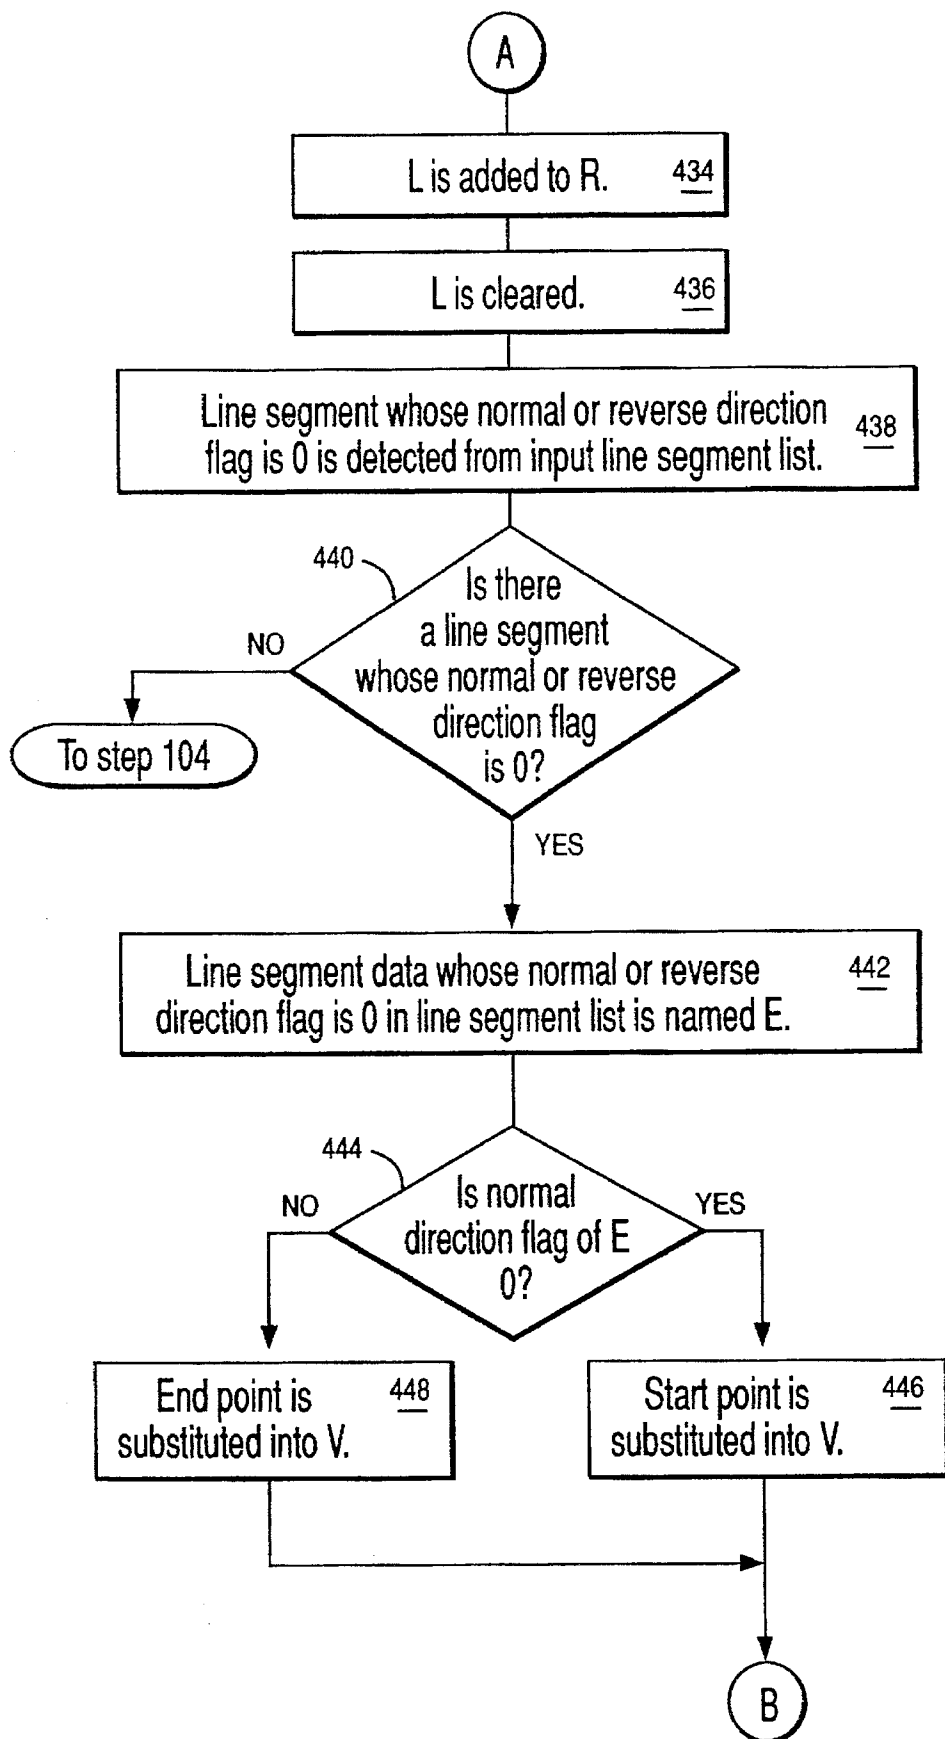 A
L is added to R. 434
L is cleared. 436
Line segment whose normal or reverse direction
flag is 0 is detected from input line segment list. 438
440
Is there
a line segment
whose normal or reverse
direction flag
is 0?
NO
To step 104
YES
Line segment data whose normal or reverse 442
direction flag is 0 in line segment list is named E.
444
Is normal
direction flag of E
0?
NO
YES
End point is 448
substituted into V.
Start point is 446
substituted into V.
B